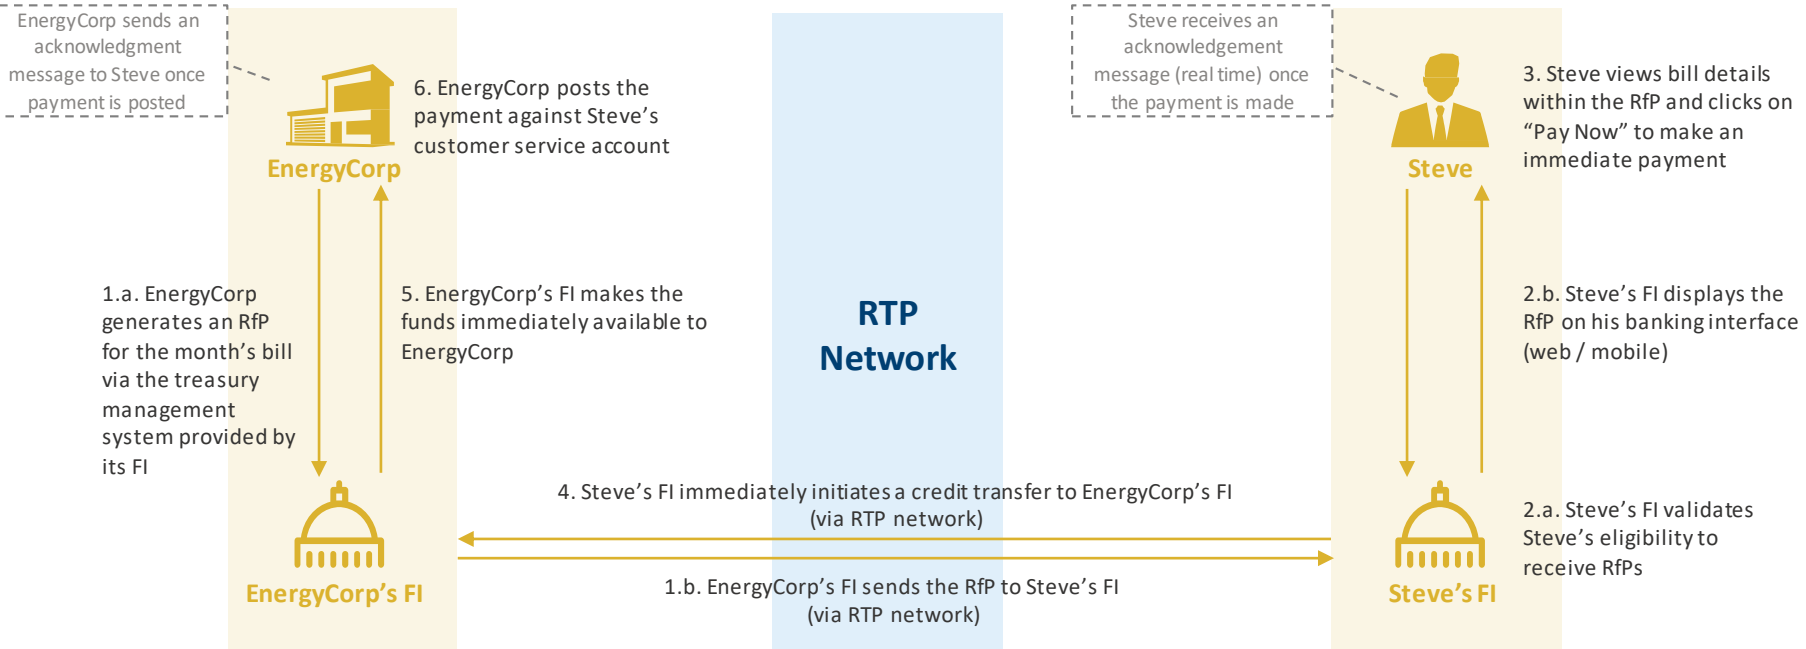 EnergyCorp sends an
acknowledgment
message to Steve once
payment is posted
6. EnergyCorp posts the
payment against Steve's
customer service account
EnergyCorp
Steve receives an
acknowledgement
message (real time) once
the payment is made
3. Steve views bill details
within the RfP and clicks on
“Pay Now” to make an
immediate payment
Steve
1.a. EnergyCorp
generates an RfP
for the month's bill
via the treasury
management
system provided by
its FI
5. EnergyCorp's FI makes the
funds immediately available to
EnergyCorp
RTP
Network
2.b. Steve's FI displays the
RfP on his banking interface
(web / mobile)
4. Steve's FI immediately initiates a credit transfer to EnergyCorp's FI
(via RTP network)
2.a. Steve's FI validates
Steve's eligibility to
receive RfPs
EnergyCorp's FI
1.b. EnergyCorp's FI sends the RfP to Steve's FI
(via RTP network)
Steve's FI